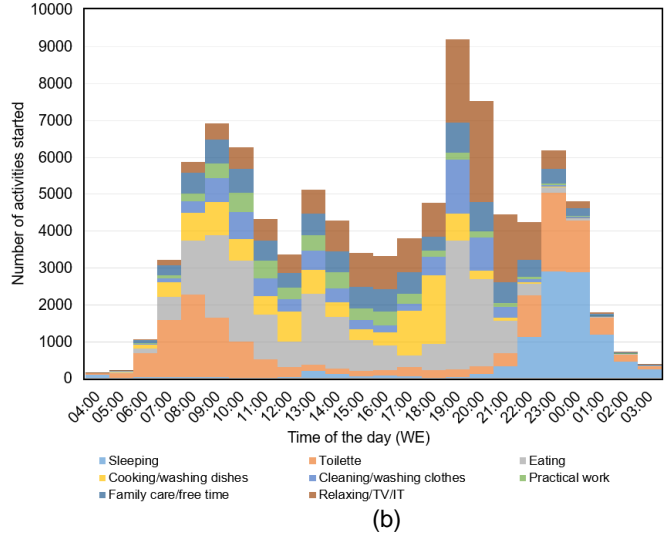 10000
9000
8000
7000
6000
5000
4000
3000
2000
1000
0
Number of activities started
04:00 05:00 06:00 07:00 08:00 09:00 10:00 11:00 12:00 13:00 14:00 15:00 16:00 17:00 18:00 19:00 20:00 21:00 22:00 23:00 00:00 01:00 02:00 03:00
Time of the day (WE)
Sleeping Toilette Eating
Cooking/washing dishes Cleaning/washing clothes Practical work
Family care/free time Relaxing/TV/IT
(b)